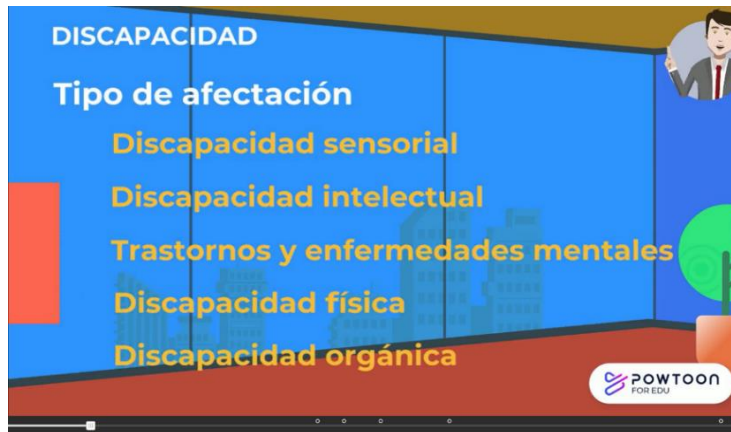 DISCAPACIDAD
Tipo de afectación
Discapacidad sensorial
Discapacidad intelectual
Trastornos y enfermedades mentales
Discapacidad física
Discapacidad orgánica
POWTOON
FOR EDU